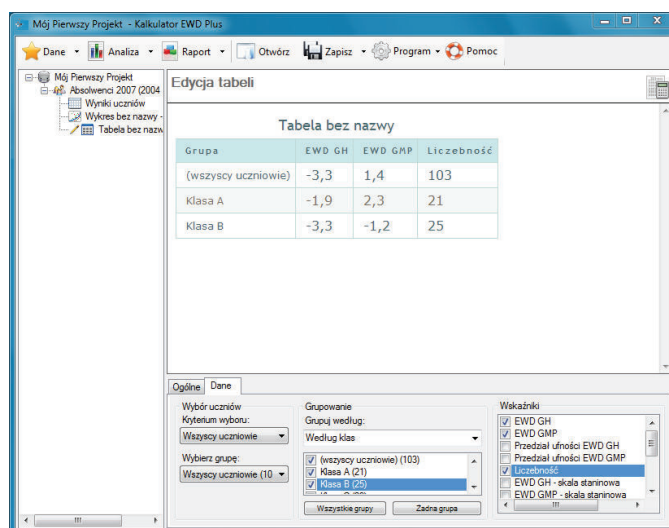 Mój Pierwszy Projekt - Kalkulator EWD Plus
Dane Analiza Raport Otwórz Zapisz Program Pomoc
Mój Pierwszy Projekt
Absolwenci 2007 (2004
Wyniki uczniów
Wykres bez nazwy -
Tabela bez nazw
Edycja tabeli
Tabela bez nazwy
Grupa EWD GH EWD GMP Liczebność
(wszyscy uczniowie) -3,3 1,4 103
Klasa A -1,9 2,3 21
Klasa B -3,3 -1,2 25
Ogólne Dane
Wybór uczniów
Kryterium wyboru:
Wszyscy uczniowie
Wybierz grupę:
Wszyscy uczniowie (10
Grupowanie
Grupuj według:
Według klas
(wszyscy uczniowie) (103)
Klasa A (21)
Klasa B (25)
Wszystkie grupy Żadna grupa
Wskaźniki
EWD GH
EWD GMP
Przedział ufności EWD GH
Przedział ufności EWD GMP
Liczebność
EWD GH - skala staninowa
EWD GMP - skala staninowa